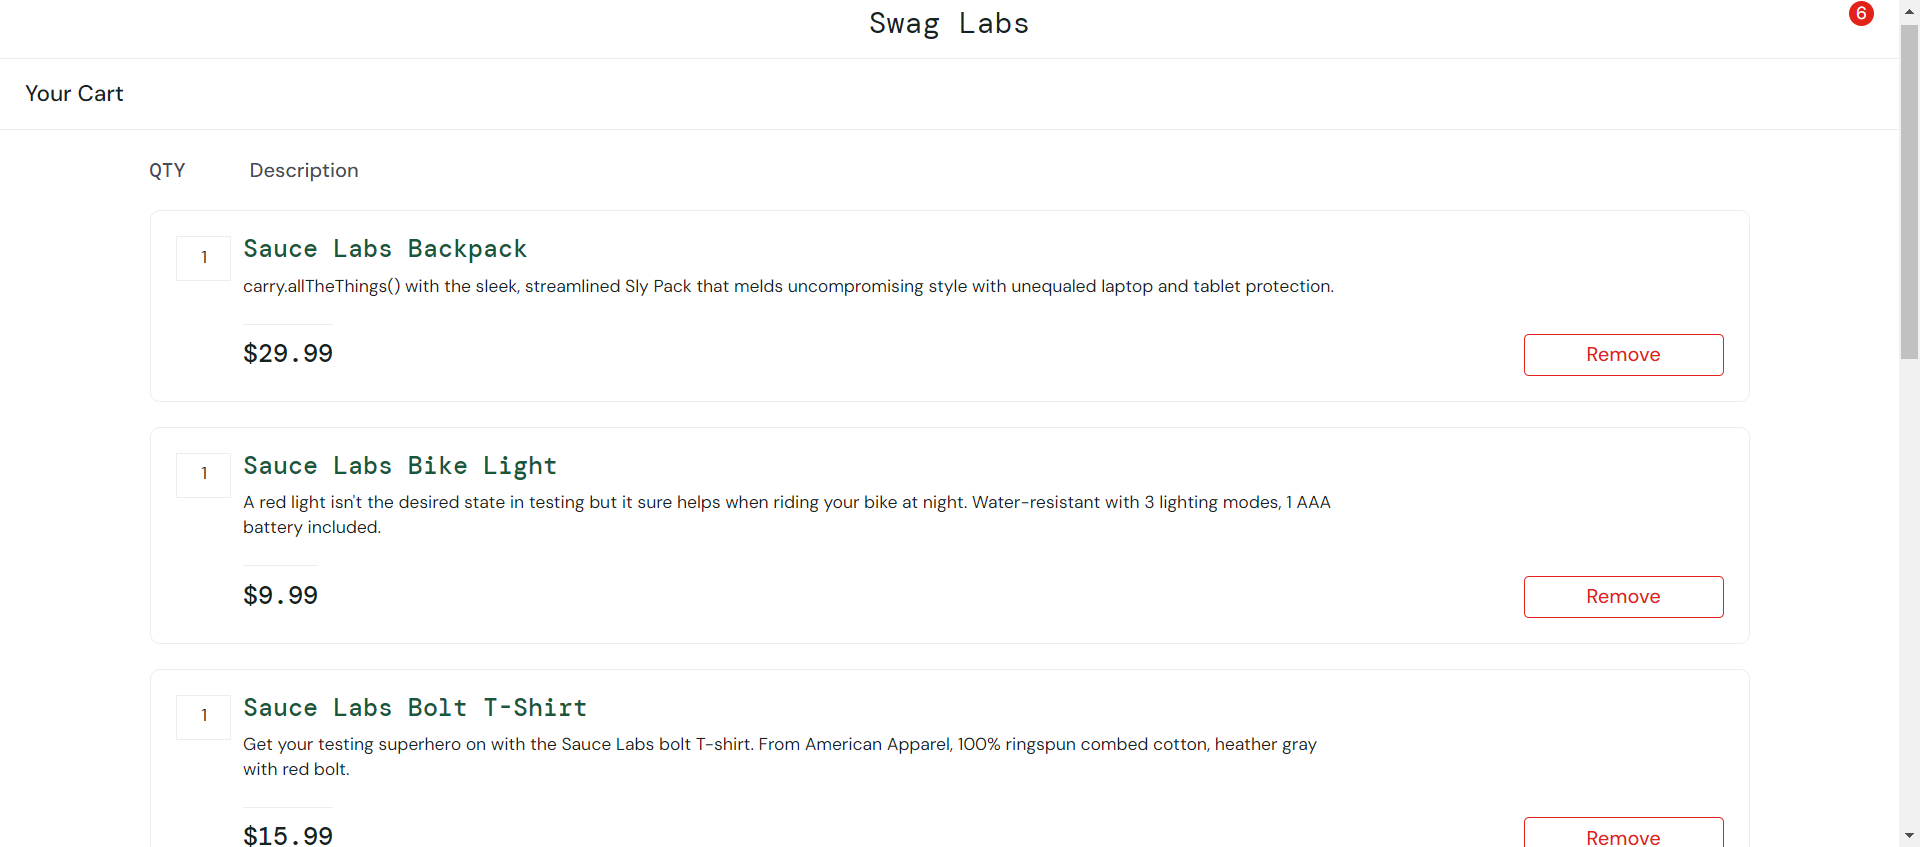 Swag Labs
6
Your Cart
QTY Description
1
Sauce Labs Backpack
carry.allTheThings() with the sleek, streamlined Sly Pack that melds uncompromising style with unequaled laptop and tablet protection.
$29.99
Remove
1
Sauce Labs Bike Light
A red light isn't the desired state in testing but it sure helps when riding your bike at night. Water-resistant with 3 lighting modes, 1 AAA
battery included.
$9.99
Remove
1
Sauce Labs Bolt T-Shirt
Get your testing superhero on with the Sauce Labs bolt T-shirt. From American Apparel, 100% ringspun combed cotton, heather gray
with red bolt.
$15.99
Remove